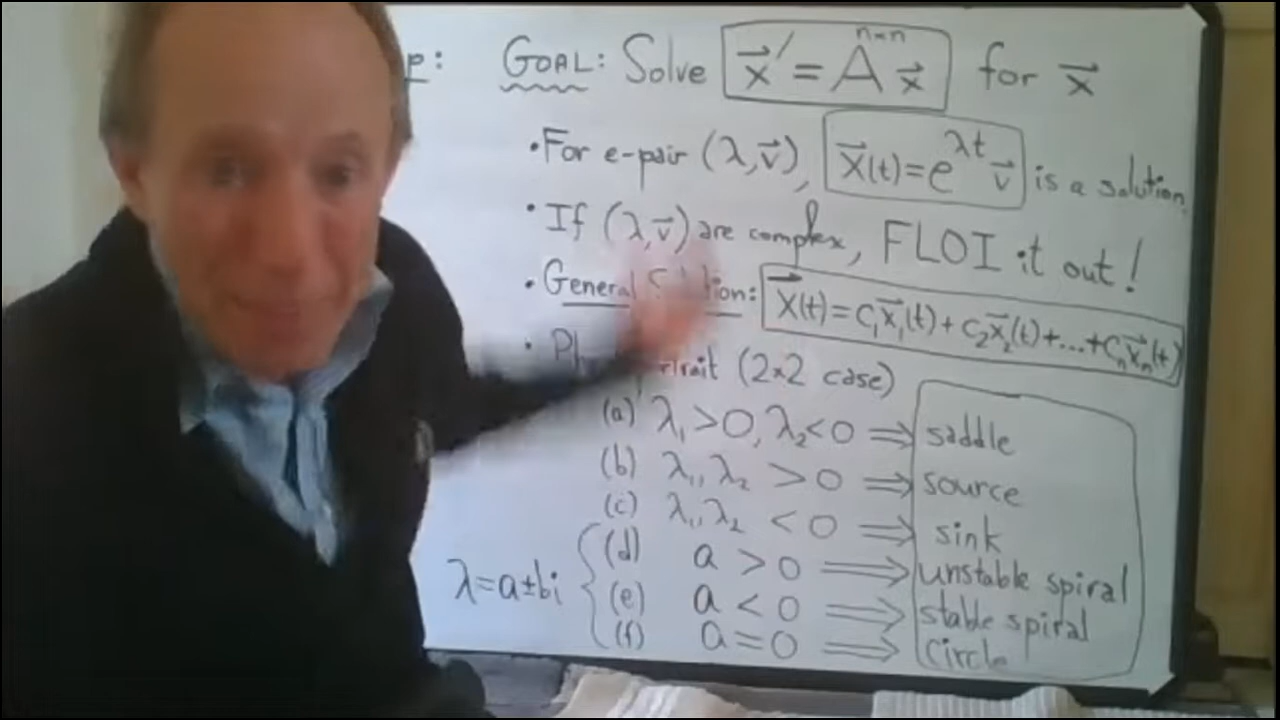 p: GOAL: Solve x⃗′ = A x⃗ for x⃗
n×n
• For e-pair (λ, v⃗), x⃗(t) = e^{λt} v⃗ is a solution.
• If (λ, v⃗) are complex, FLOI it out!
• General Solution: x⃗(t) = c₁x⃗₁(t) + c₂x⃗₂(t) + ... + cₙx⃗ₙ(t)
• (2×2 case)
(a) λ₁ > 0, λ₂ < 0 ⟹ saddle
(b) λ₁, λ₂ > 0 ⟹ source
(c) λ₁, λ₂ < 0 ⟹ sink
(d) a > 0 ⟹ unstable spiral
λ = a ± bi { (e) a < 0 ⟹ stable spiral
(f) a = 0 ⟹ circle